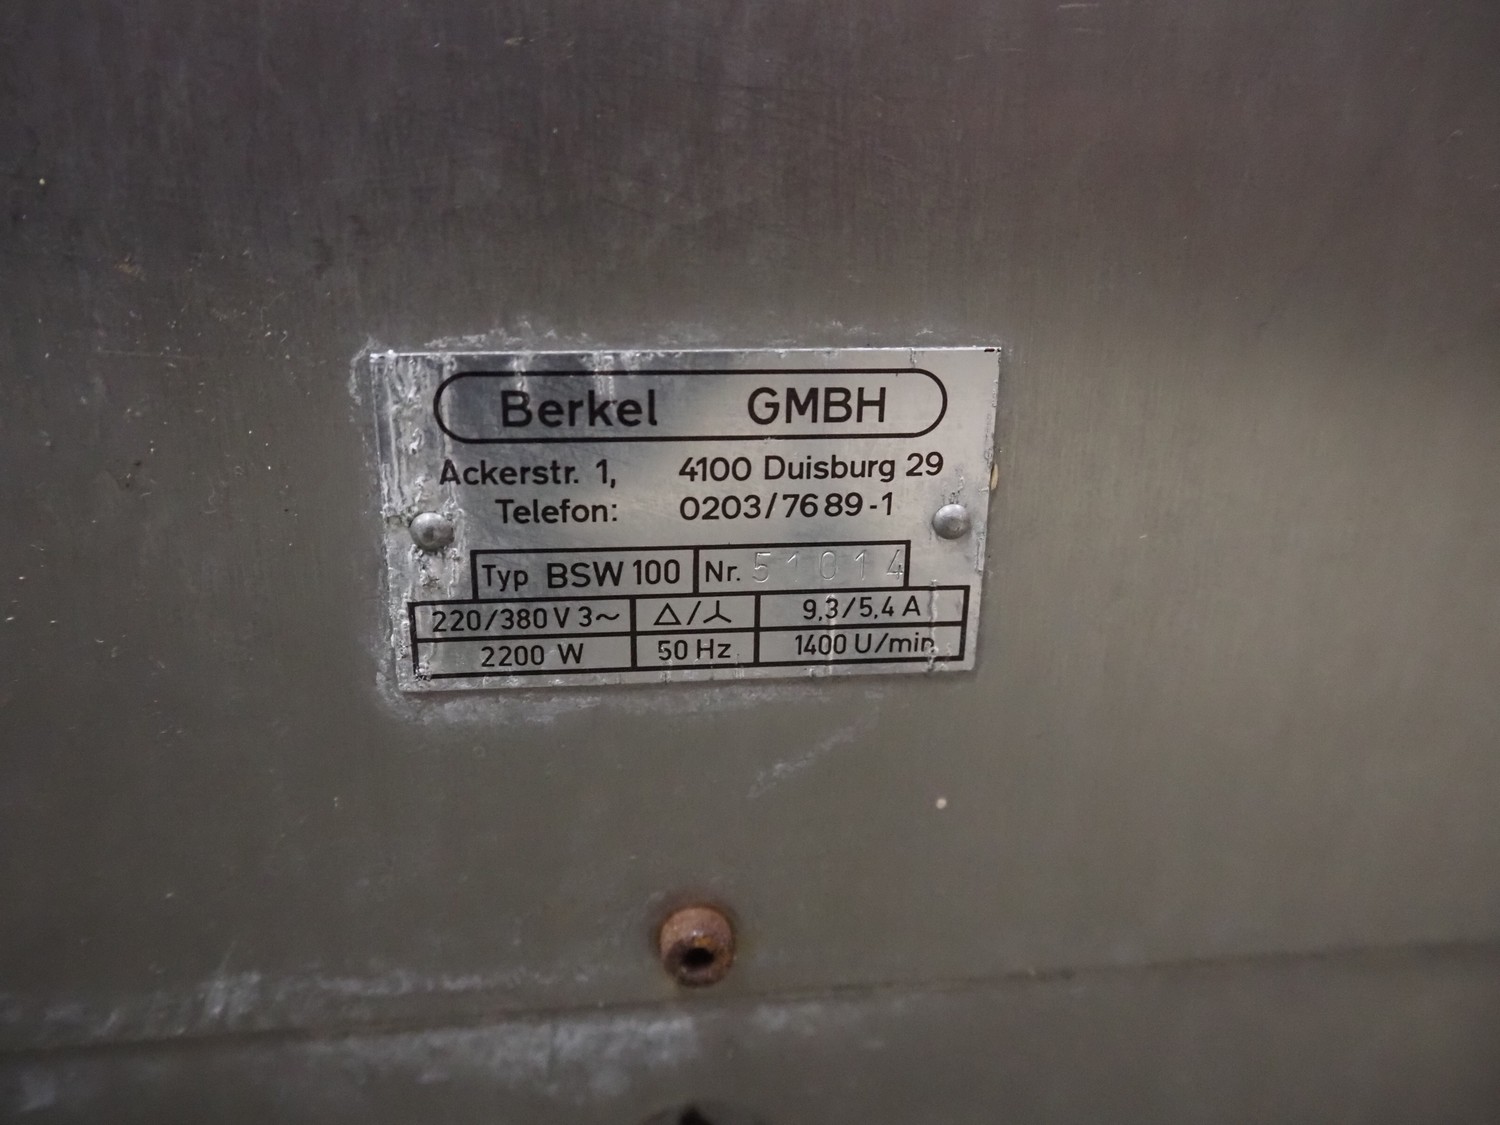 Berkel GMBH
Ackerstr. 1, 4100 Duisburg 29
Telefon: 0203/7689-1
Typ BSW 100 Nr. 51014
220/380 V 3~ △/⅄ 9,3/5,4 A
2200 W 50 Hz 1400 U/min